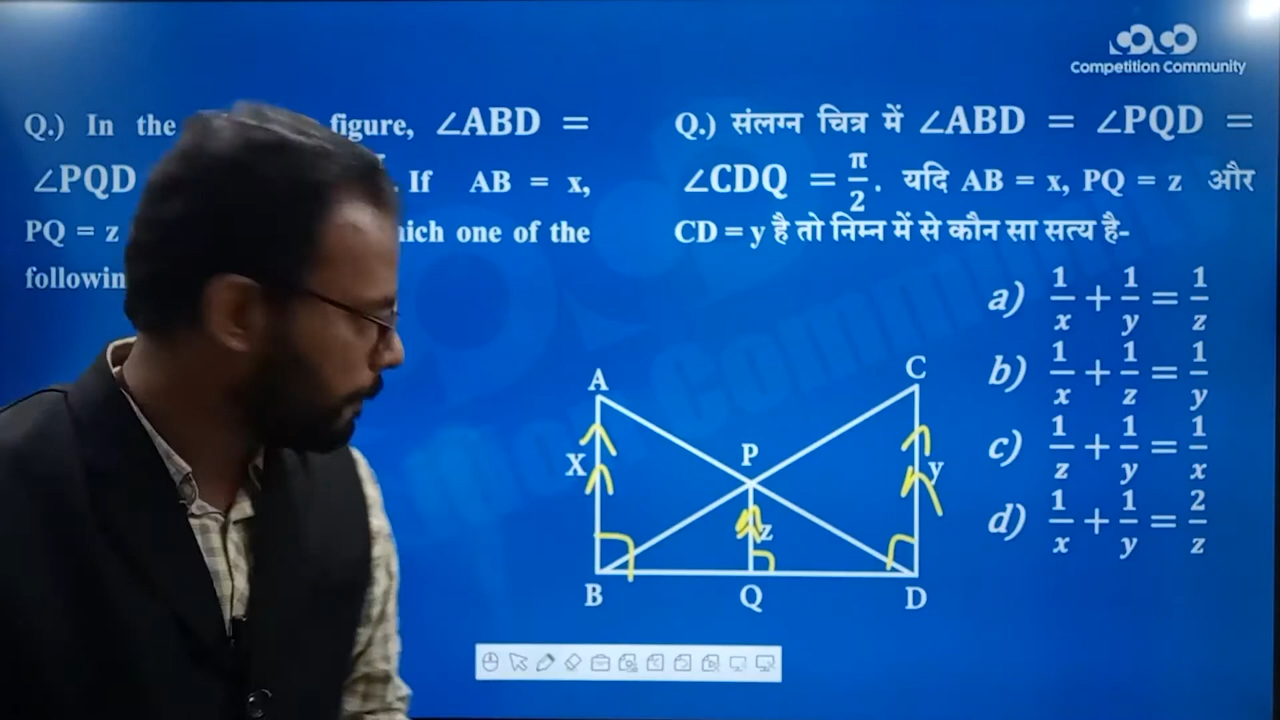 Competition Community
Q.) In the figure, ∠ABD =
∠PQD . If AB = x,
PQ = z which one of the
followin
Q.) संलग्न चित्र में ∠ABD = ∠PQD =
∠CDQ = π/2. यदि AB = x, PQ = z और
CD = y है तो निम्न में से कौन सा सत्य है-
a) 1/x + 1/y = 1/z
b) 1/x + 1/z = 1/y
c) 1/z + 1/y = 1/x
d) 1/x + 1/y = 2/z
A
C
P
x
y
z
B
Q
D